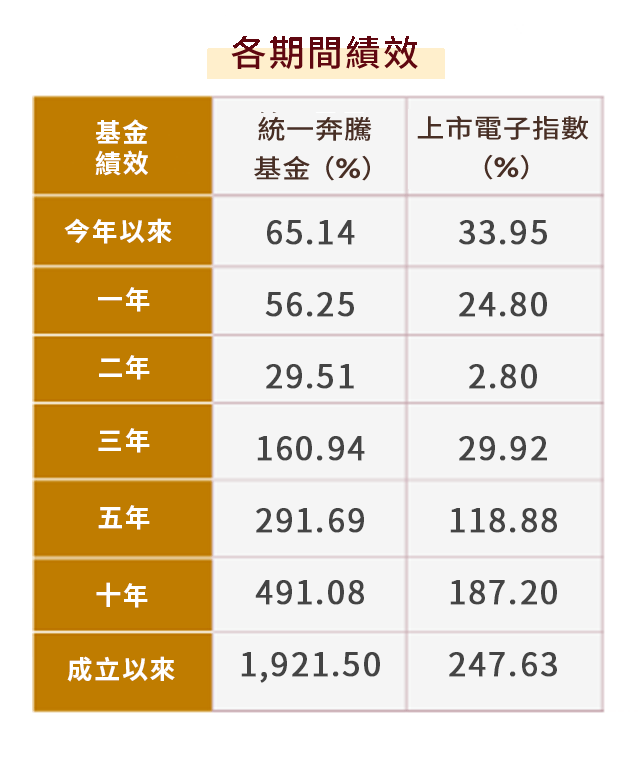 各期間績效
基金
績效
統一奔騰
基金（%）
上市電子指數
（%）
今年以來 65.14 33.95
一年 56.25 24.80
二年 29.51 2.80
三年 160.94 29.92
五年 291.69 118.88
十年 491.08 187.20
成立以來 1,921.50 247.63